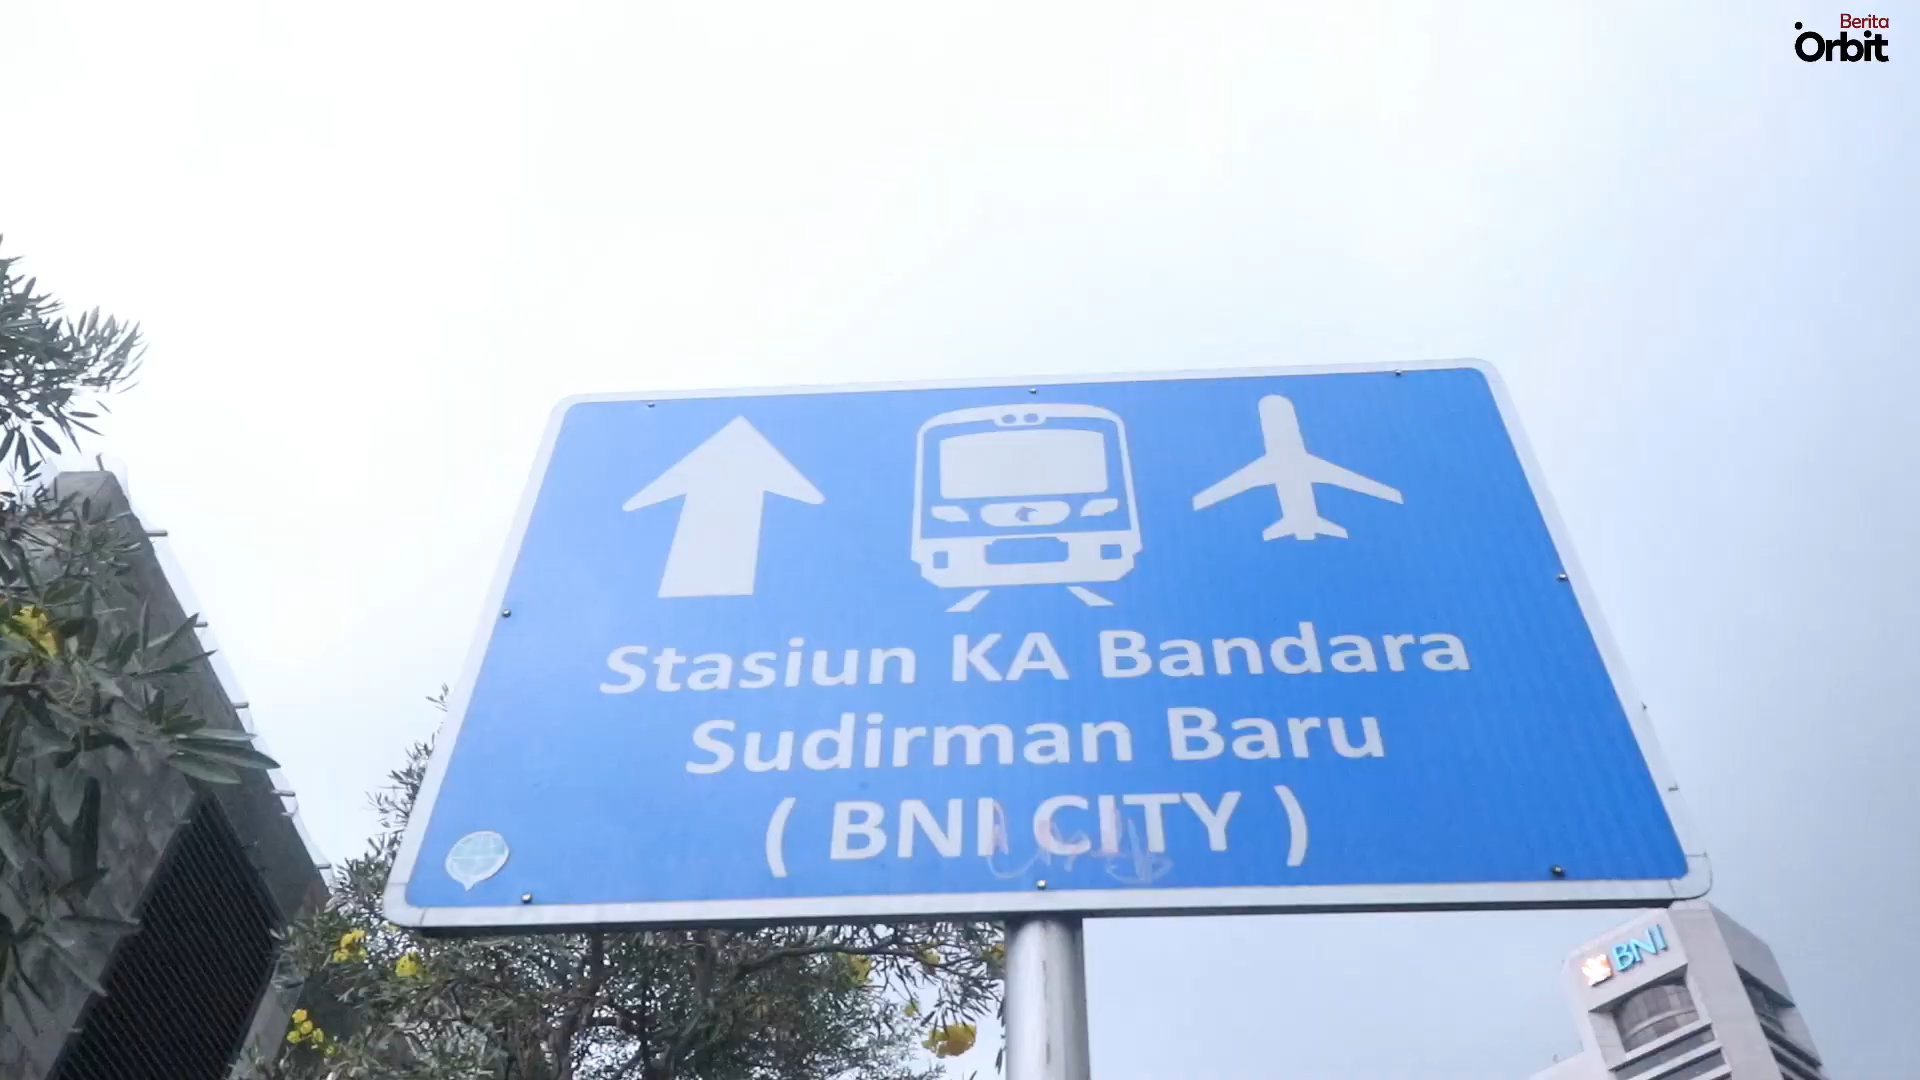 Berita
Orbit
Stasiun KA Bandara
Sudirman Baru
( BNI CITY )
BNI